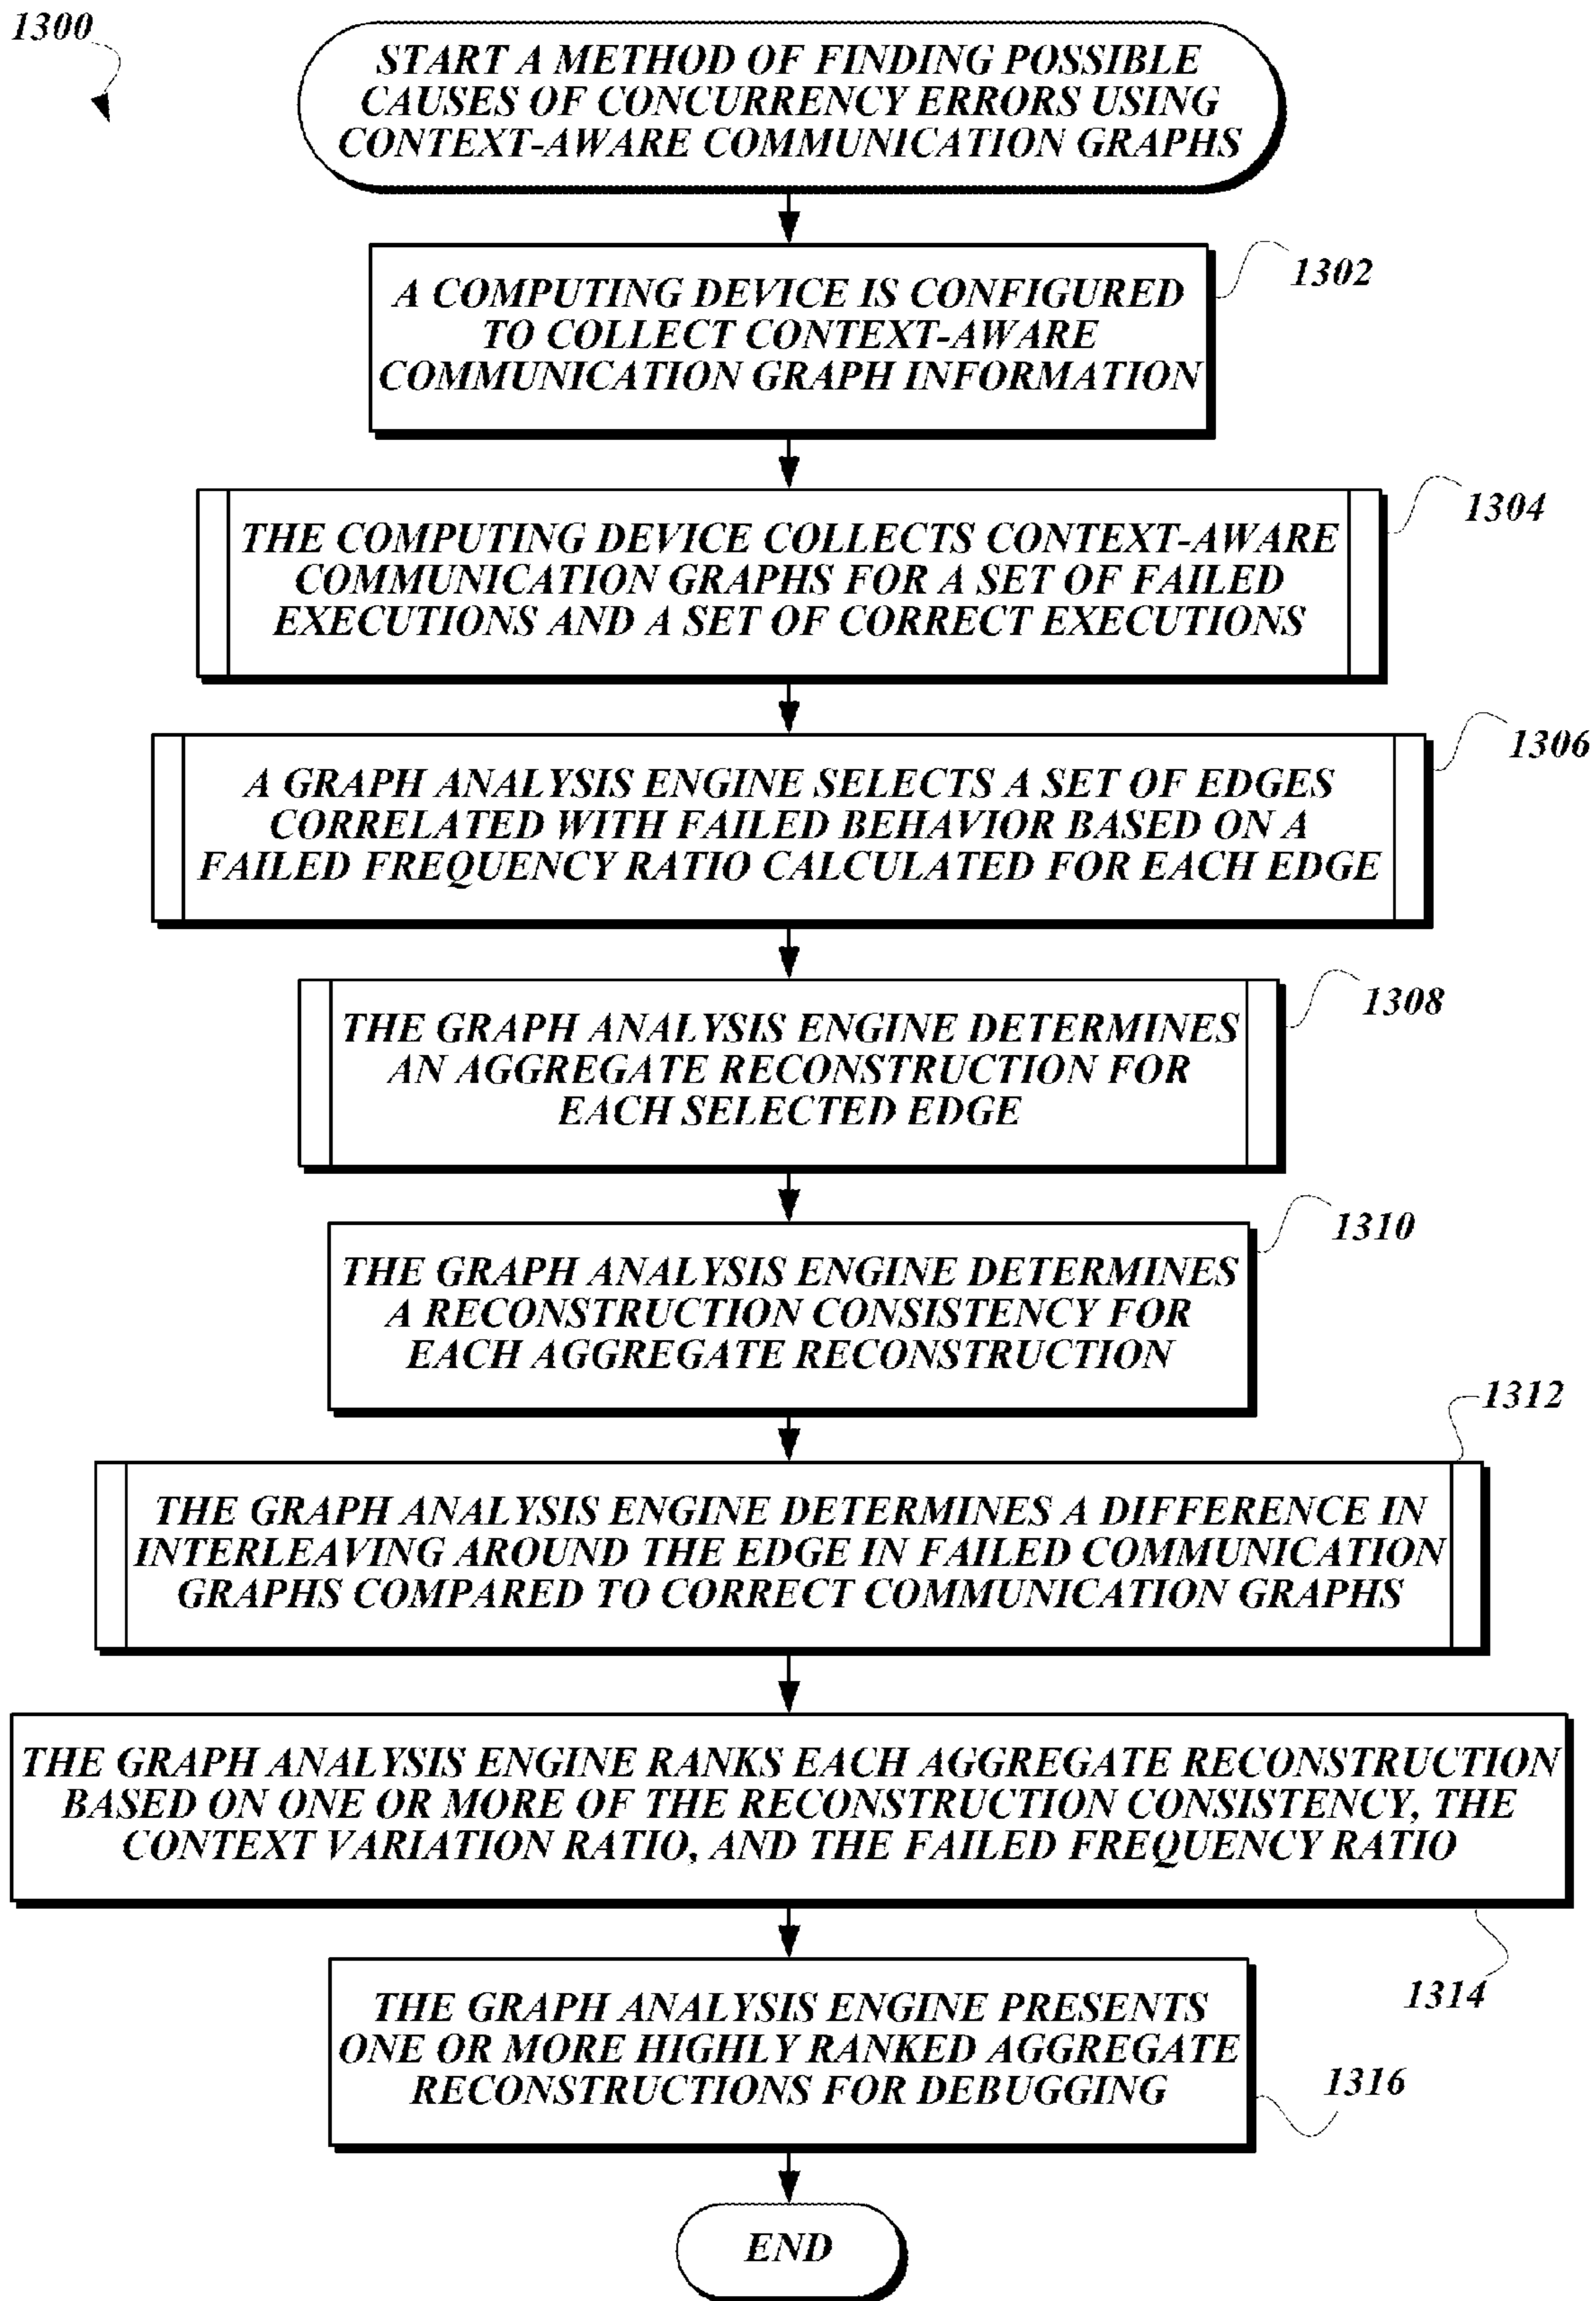 1300
START A METHOD OF FINDING POSSIBLE
CAUSES OF CONCURRENCY ERRORS USING
CONTEXT-AWARE COMMUNICATION GRAPHS
1302
A COMPUTING DEVICE IS CONFIGURED
TO COLLECT CONTEXT-AWARE
COMMUNICATION GRAPH INFORMATION
1304
THE COMPUTING DEVICE COLLECTS CONTEXT-AWARE
COMMUNICATION GRAPHS FOR A SET OF FAILED
EXECUTIONS AND A SET OF CORRECT EXECUTIONS
1306
A GRAPH ANALYSIS ENGINE SELECTS A SET OF EDGES
CORRELATED WITH FAILED BEHAVIOR BASED ON A
FAILED FREQUENCY RATIO CALCULATED FOR EACH EDGE
1308
THE GRAPH ANALYSIS ENGINE DETERMINES
AN AGGREGATE RECONSTRUCTION FOR
EACH SELECTED EDGE
1310
THE GRAPH ANALYSIS ENGINE DETERMINES
A RECONSTRUCTION CONSISTENCY FOR
EACH AGGREGATE RECONSTRUCTION
1312
THE GRAPH ANALYSIS ENGINE DETERMINES A DIFFERENCE IN
INTERLEAVING AROUND THE EDGE IN FAILED COMMUNICATION
GRAPHS COMPARED TO CORRECT COMMUNICATION GRAPHS
THE GRAPH ANALYSIS ENGINE RANKS EACH AGGREGATE RECONSTRUCTION
BASED ON ONE OR MORE OF THE RECONSTRUCTION CONSISTENCY, THE
CONTEXT VARIATION RATIO, AND THE FAILED FREQUENCY RATIO
1314
THE GRAPH ANALYSIS ENGINE PRESENTS
ONE OR MORE HIGHLY RANKED AGGREGATE
RECONSTRUCTIONS FOR DEBUGGING
1316
END